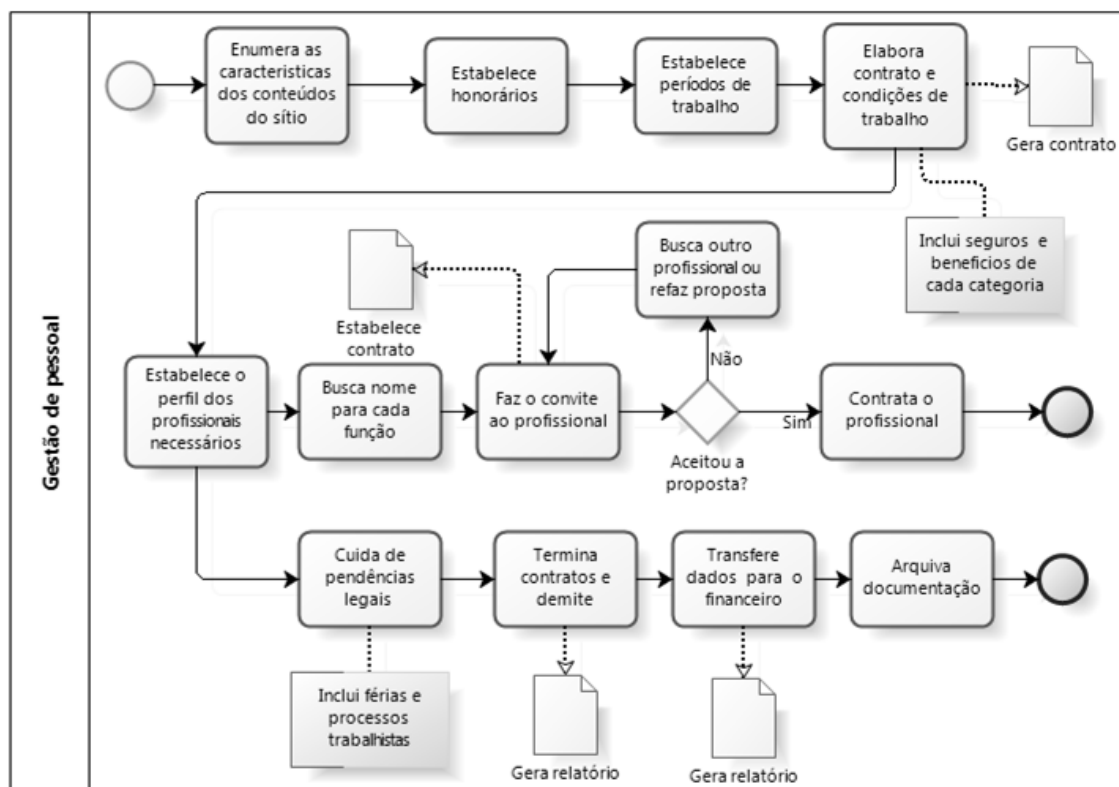 Gestão de pessoal
Enumera as
caracteristicas
dos conteúdos
do sítio
Estabelece
honorários
Estabelece
períodos de
trabalho
Elabora
contrato e
condições de
trabalho
Gera contrato
Inclui seguros e
beneficios de
cada categoria
Busca outro
profissional ou
refaz proposta
Estabelece
contrato
Não
Estabelece o
perfil dos
profissionais
necessários
Busca nome
para cada
função
Faz o convite
ao profissional
Aceitou a
proposta?
Sim
Contrata o
profissional
Cuida de
pendências
legais
Termina
contratos e
demite
Transfere
dados para o
financeiro
Arquiva
documentação
Inclui férias e
processos
trabalhistas
Gera relatório
Gera relatório